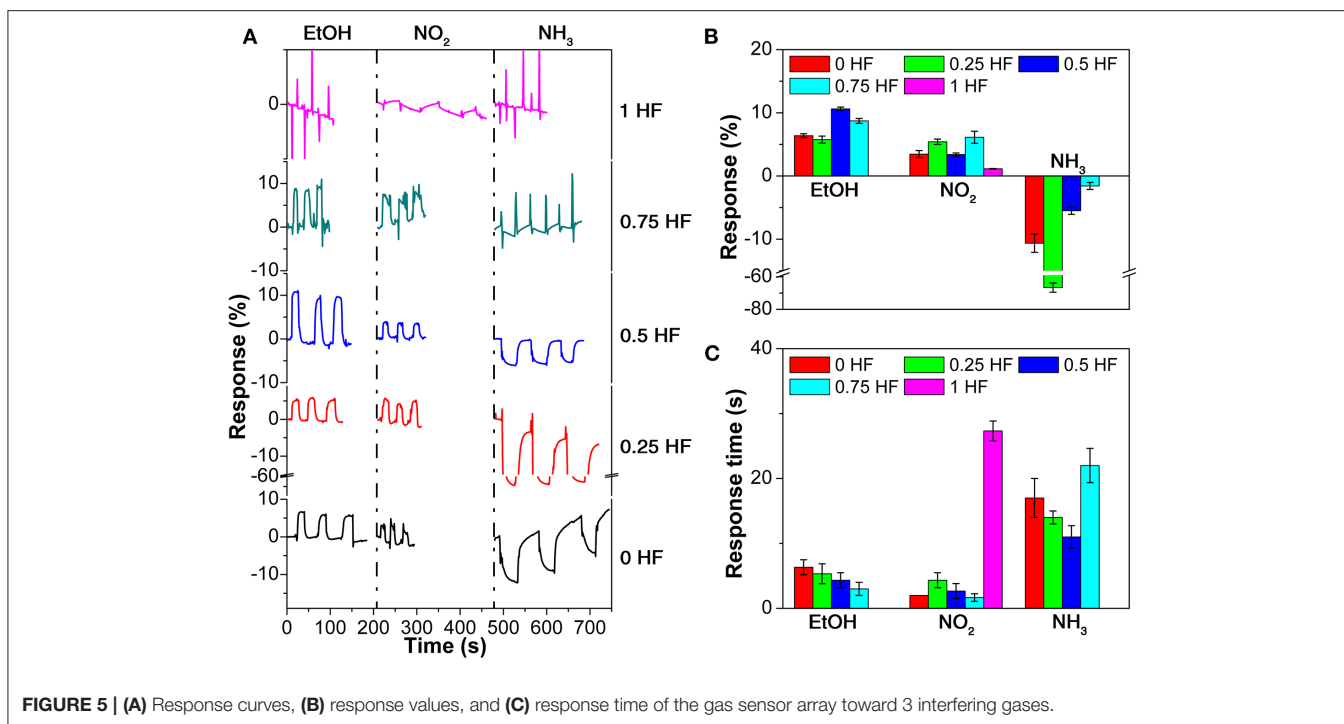 A
EtOH NO2 NH3
0 1 HF
10
0 0.75 HF
-10
10
0 0.5 HF
-10
10
0 0.25 HF
-10
-60
10
0 0 HF
-10
0 100 200 300 400 500 600 700
Time (s)
Response (%)
B
20
0 HF 0.25 HF 0.5 HF
0.75 HF 1 HF
10
0
-10
-60
-80
Response (%)
EtOH NO2 NH3
C
40
0 HF 0.25 HF 0.5 HF
0.75 HF 1 HF
20
0
Response time (s)
EtOH NO2 NH3
FIGURE 5 | (A) Response curves, (B) response values, and (C) response time of the gas sensor array toward 3 interfering gases.